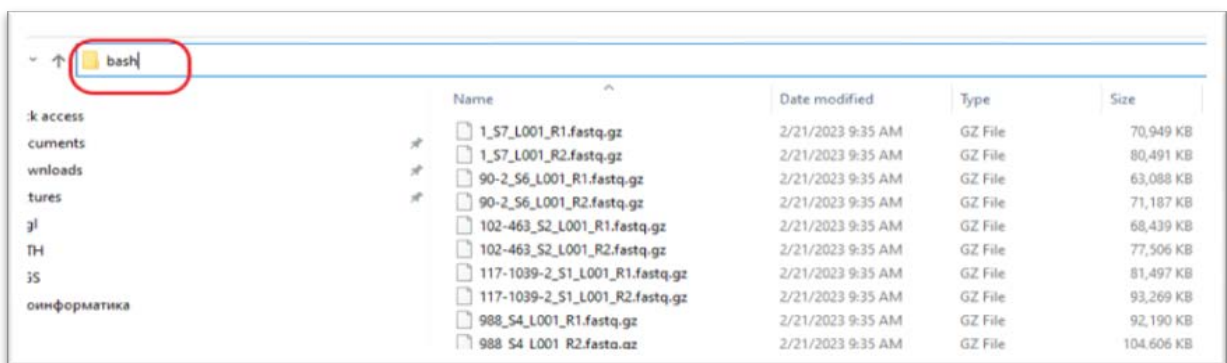 bash
Name Date modified Type Size
:k access
cuments
wnloads
tures
gl
TH
GS
оинформатика
1_S7_L001_R1.fastq.gz 2/21/2023 9:35 AM GZ File 70,949 KB
1_S7_L001_R2.fastq.gz 2/21/2023 9:35 AM GZ File 80,491 KB
90-2_S6_L001_R1.fastq.gz 2/21/2023 9:35 AM GZ File 63,088 KB
90-2_S6_L001_R2.fastq.gz 2/21/2023 9:35 AM GZ File 71,187 KB
102-463_S2_L001_R1.fastq.gz 2/21/2023 9:35 AM GZ File 68,439 KB
102-463_S2_L001_R2.fastq.gz 2/21/2023 9:35 AM GZ File 77,506 KB
117-1039-2_S1_L001_R1.fastq.gz 2/21/2023 9:35 AM GZ File 81,497 KB
117-1039-2_S1_L001_R2.fastq.gz 2/21/2023 9:35 AM GZ File 93,269 KB
988_S4_L001_R1.fastq.gz 2/21/2023 9:35 AM GZ File 92,190 KB
988_S4_L001_R2.fastq.gz 2/21/2023 9:35 AM GZ File 104,606 KB